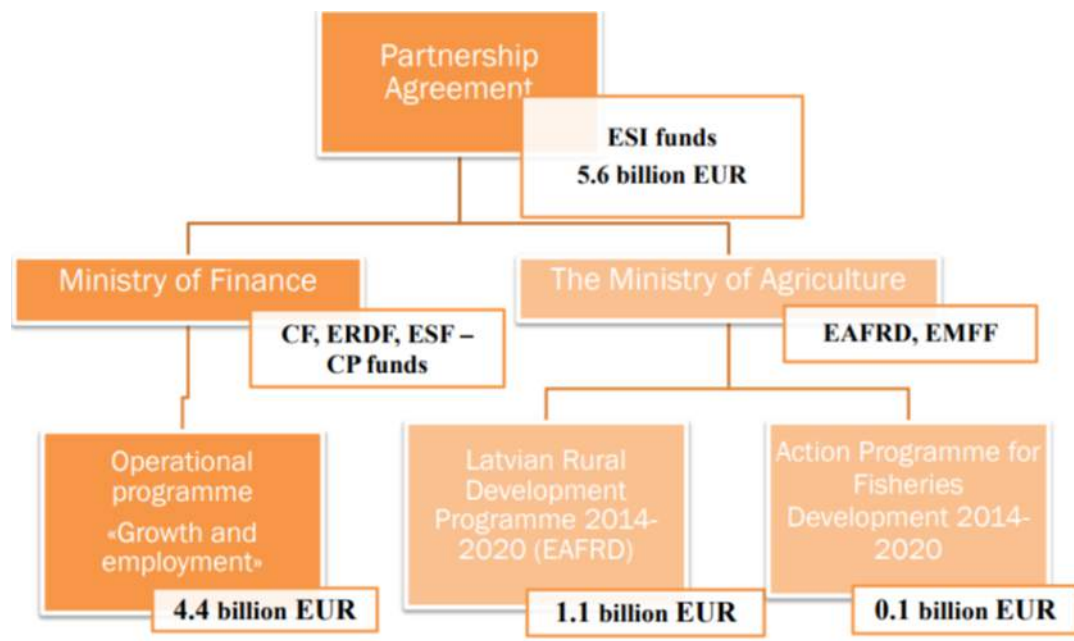 Partnership
Agreement
ESI funds
5.6 billion EUR
Ministry of Finance
CF, ERDF, ESF –
CP funds
The Ministry of Agriculture
EAFRD, EMFF
Operational
programme
«Growth and
employment»
4.4 billion EUR
Latvian Rural
Development
Programme 2014-
2020 (EAFRD)
1.1 billion EUR
Action Programme for
Fisheries
Development 2014-
2020
0.1 billion EUR